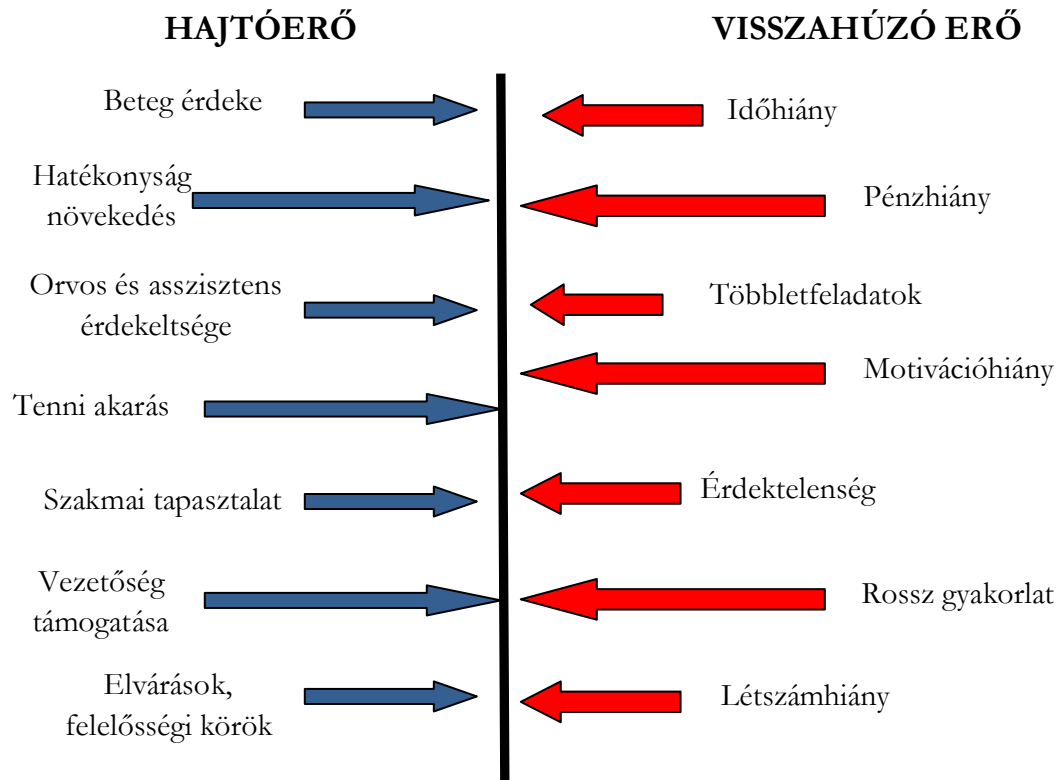 HAJTÓERŐ
VISSZAHÚZÓ ERŐ
Beteg érdeke
Időhiány
Hatékonyság
növekedés
Pénzhiány
Orvos és asszisztens
érdekeltsége
Többletfeladatok
Motivációhiány
Tenni akarás
Szakmai tapasztalat
Érdektelenség
Vezetőség
támogatása
Rossz gyakorlat
Elvárások,
felelősségi körök
Létszámhiány